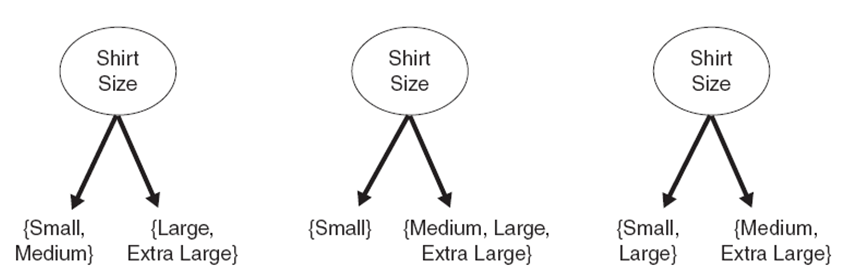 Shirt
Size
{Small,
Medium}
{Large,
Extra Large}
Shirt
Size
{Small}
{Medium, Large,
Extra Large}
Shirt
Size
{Small,
Large}
{Medium,
Extra Large}